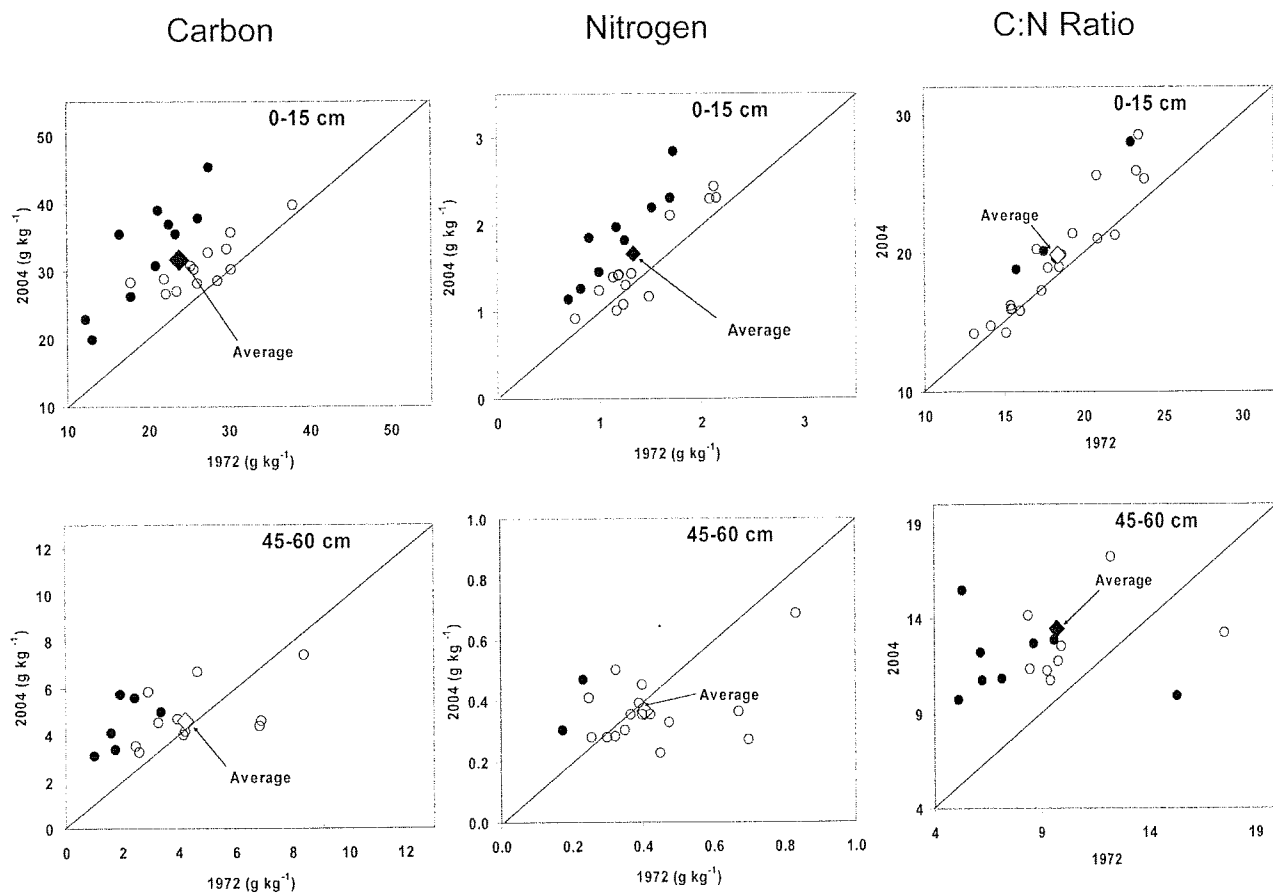 Carbon
Nitrogen
C:N Ratio
0-15 cm
50
40
30
20
10
2004 (g kg-1)
Average
10 20 30 40 50
1972 (g kg-1)
0-15 cm
3
2
1
0
2004 (g kg-1)
Average
1 2 3
1972 (g kg-1)
0-15 cm
30
20
10
2004
Average
10 15 20 25 30
1972
45-60 cm
12
10
8
6
4
2
0
2004 (g kg-1)
Average
0 2 4 6 8 10 12
1972 (g kg-1)
45-60 cm
1.0
0.8
0.6
0.4
0.2
0.0
2004 (g kg-1)
Average
0.0 0.2 0.4 0.6 0.8 1.0
1972 (g kg-1)
45-60 cm
19
14
9
4
2004
Average
4 9 14 19
1972